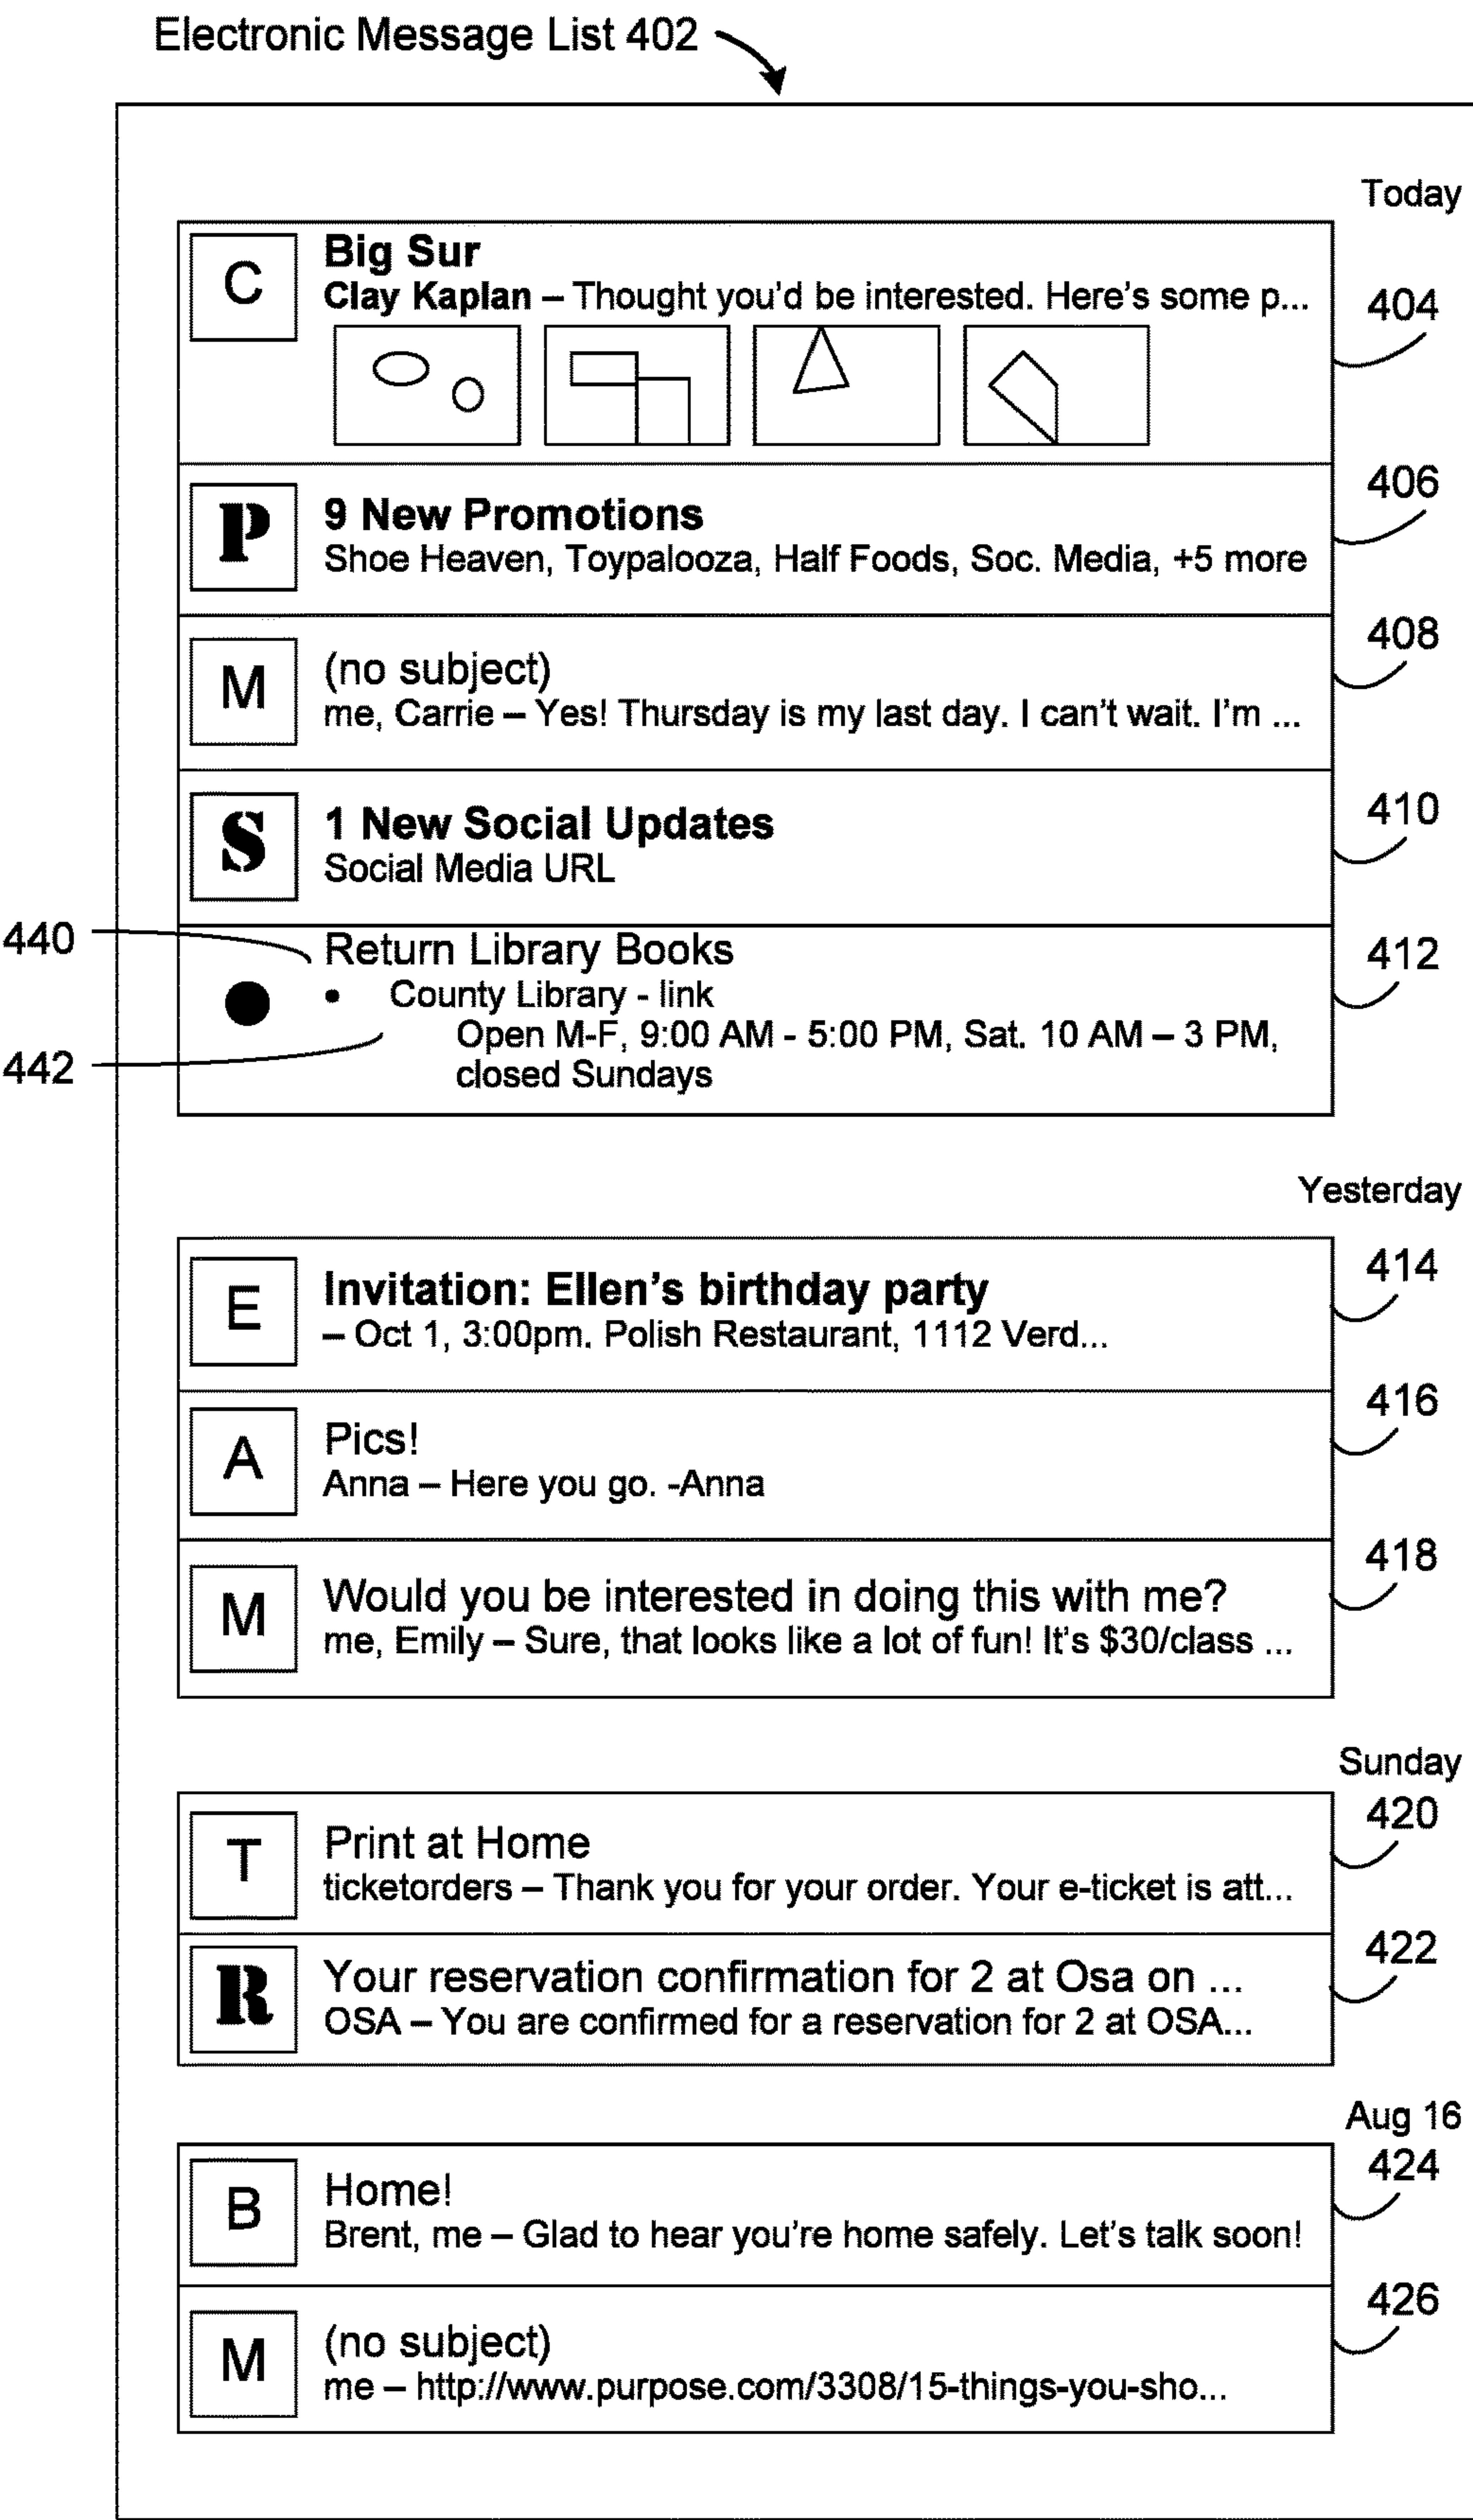 Electronic Message List 402
Today
C
Big Sur
Clay Kaplan – Thought you'd be interested. Here's some p...
404
P
9 New Promotions
Shoe Heaven, Toypalooza, Half Foods, Soc. Media, +5 more
406
M
(no subject)
me, Carrie – Yes! Thursday is my last day. I can't wait. I'm ...
408
S
1 New Social Updates
Social Media URL
410
440
Return Library Books
• County Library - link
Open M-F, 9:00 AM - 5:00 PM, Sat. 10 AM – 3 PM,
closed Sundays
442
412
Yesterday
E
Invitation: Ellen's birthday party
– Oct 1, 3:00pm. Polish Restaurant, 1112 Verd...
414
A
Pics!
Anna – Here you go. -Anna
416
M
Would you be interested in doing this with me?
me, Emily – Sure, that looks like a lot of fun! It's $30/class ...
418
Sunday
T
Print at Home
ticketorders – Thank you for your order. Your e-ticket is att...
420
R
Your reservation confirmation for 2 at Osa on ...
OSA – You are confirmed for a reservation for 2 at OSA...
422
Aug 16
B
Home!
Brent, me – Glad to hear you're home safely. Let's talk soon!
424
M
(no subject)
me – http://www.purpose.com/3308/15-things-you-sho...
426